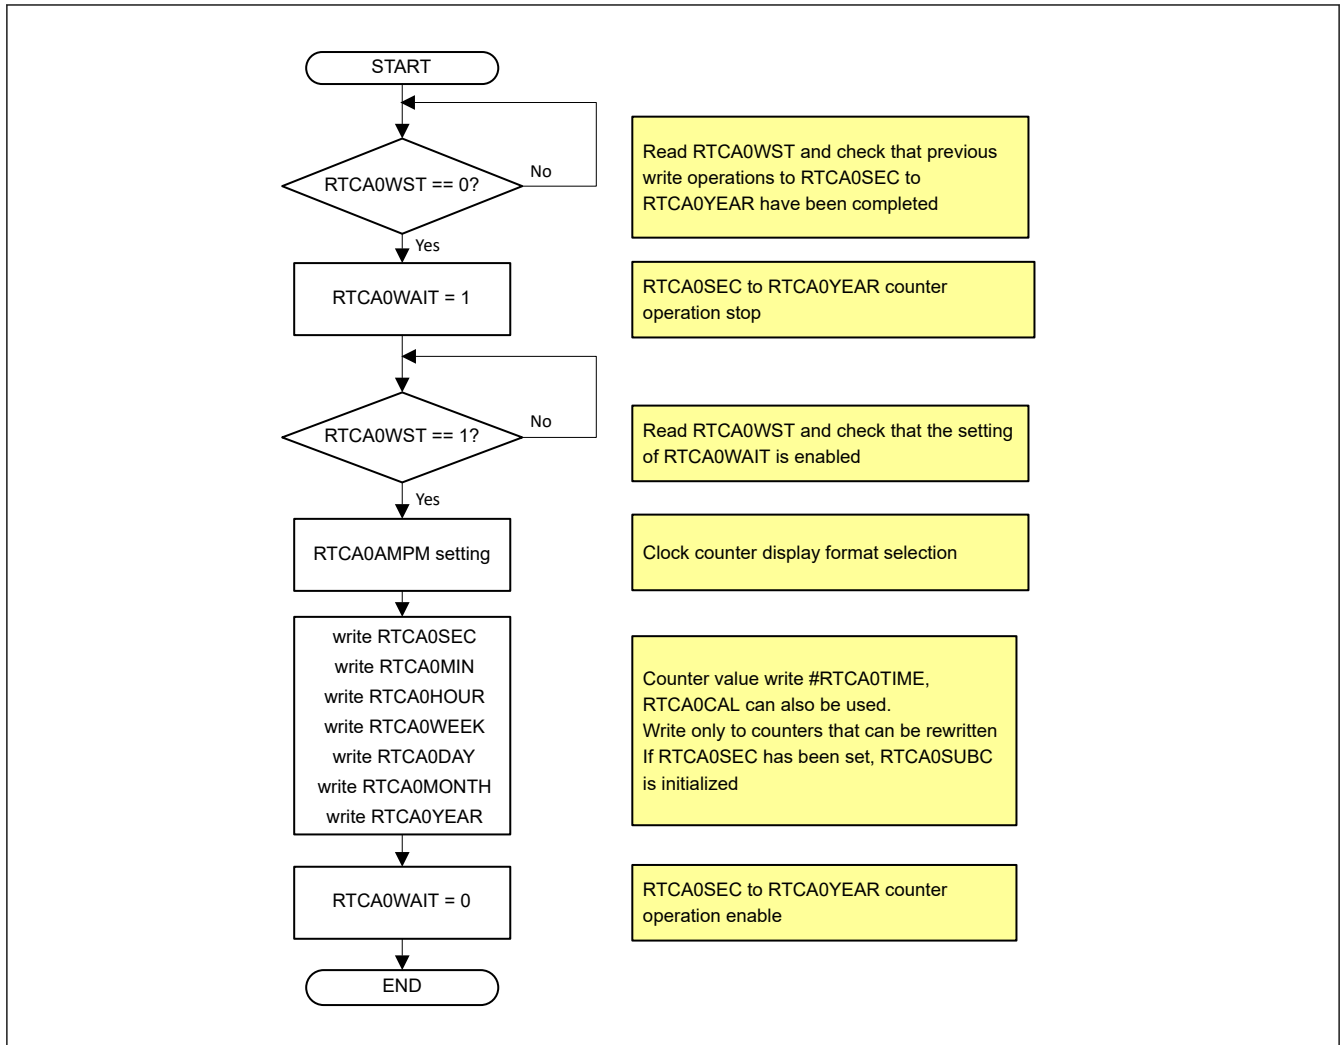 START
RTCA0WST == 0?
No
Read RTCA0WST and check that previous
write operations to RTCA0SEC to
RTCA0YEAR have been completed
Yes
RTCA0WAIT = 1
RTCA0SEC to RTCA0YEAR counter
operation stop
RTCA0WST == 1?
No
Read RTCA0WST and check that the setting
of RTCA0WAIT is enabled
Yes
RTCA0AMPM setting
Clock counter display format selection
write RTCA0SEC
write RTCA0MIN
write RTCA0HOUR
write RTCA0WEEK
write RTCA0DAY
write RTCA0MONTH
write RTCA0YEAR
Counter value write #RTCA0TIME,
RTCA0CAL can also be used.
Write only to counters that can be rewritten
If RTCA0SEC has been set, RTCA0SUBC
is initialized
RTCA0WAIT = 0
RTCA0SEC to RTCA0YEAR counter
operation enable
END